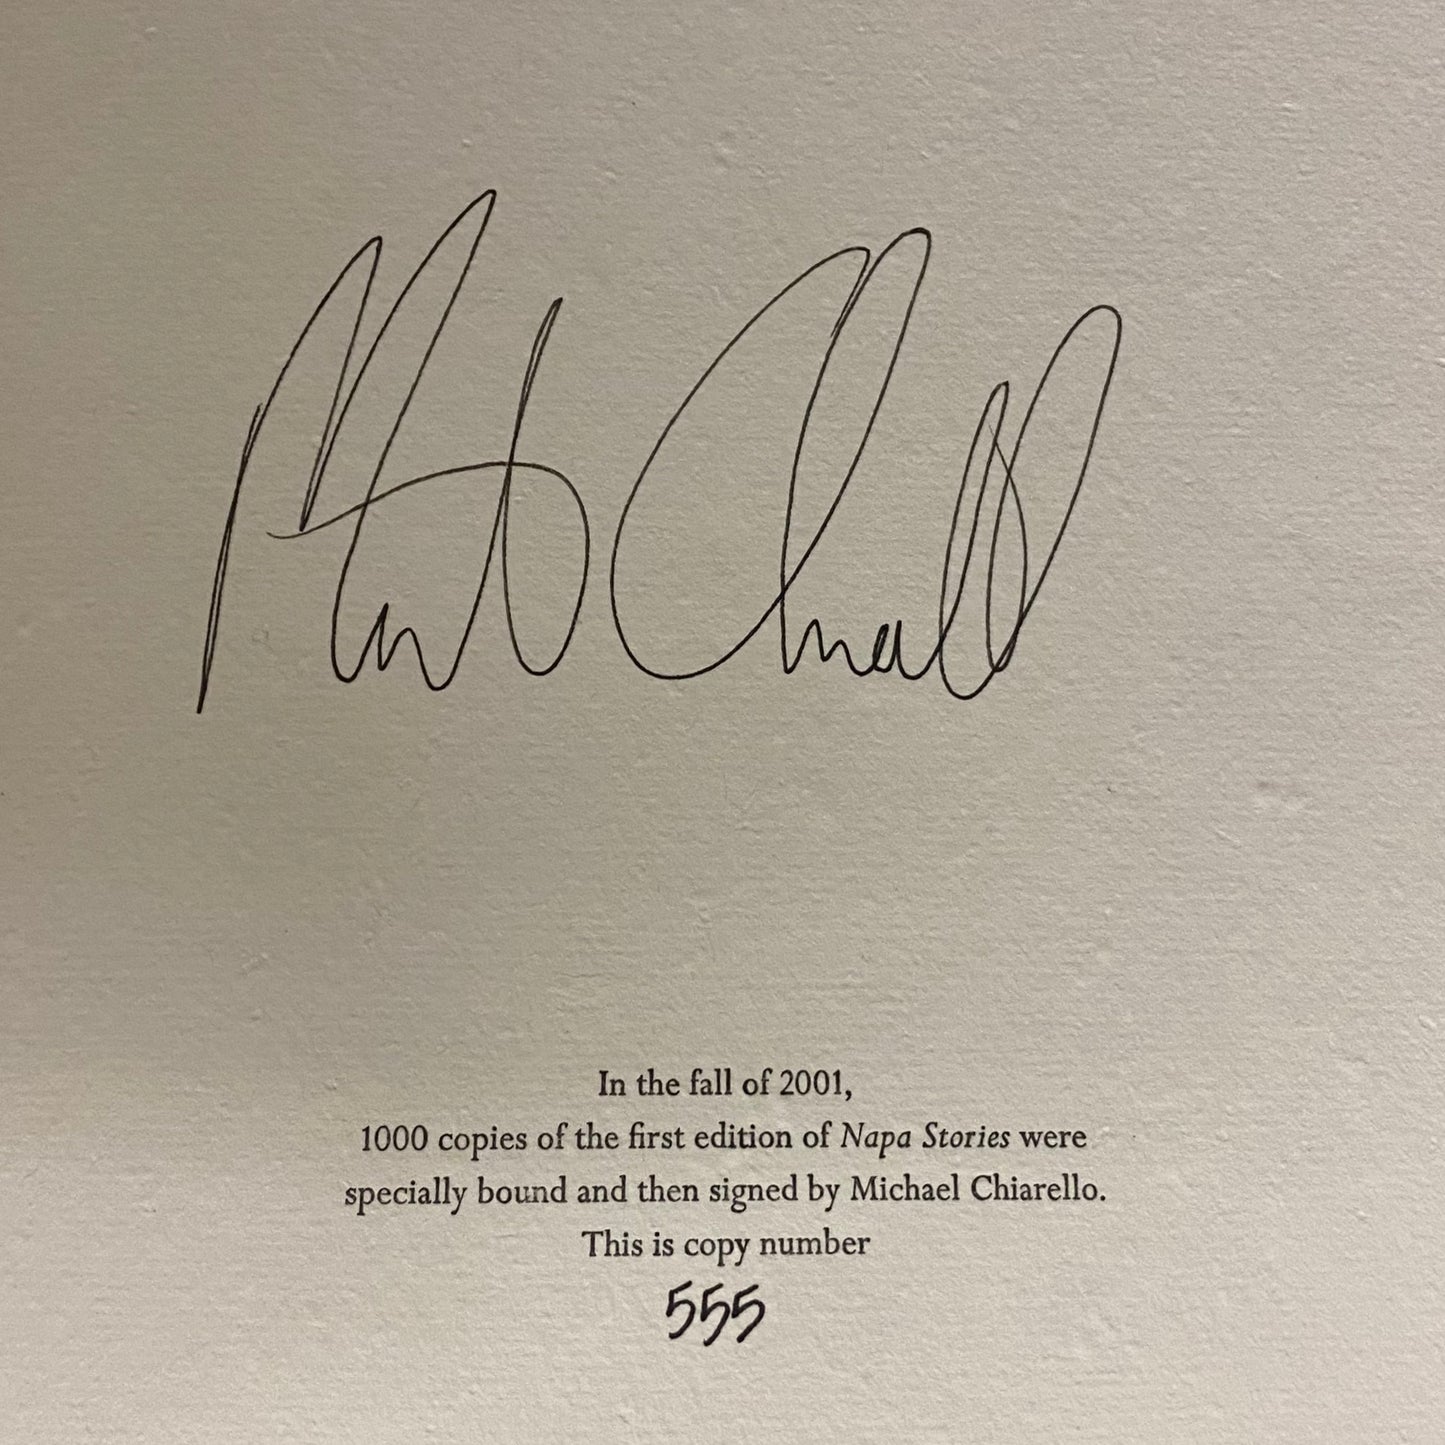 In the fall of 2001,
1000 copies of the first edition of Napa Stories were
specially bound and then signed by Michael Chiarello.
This is copy number
555